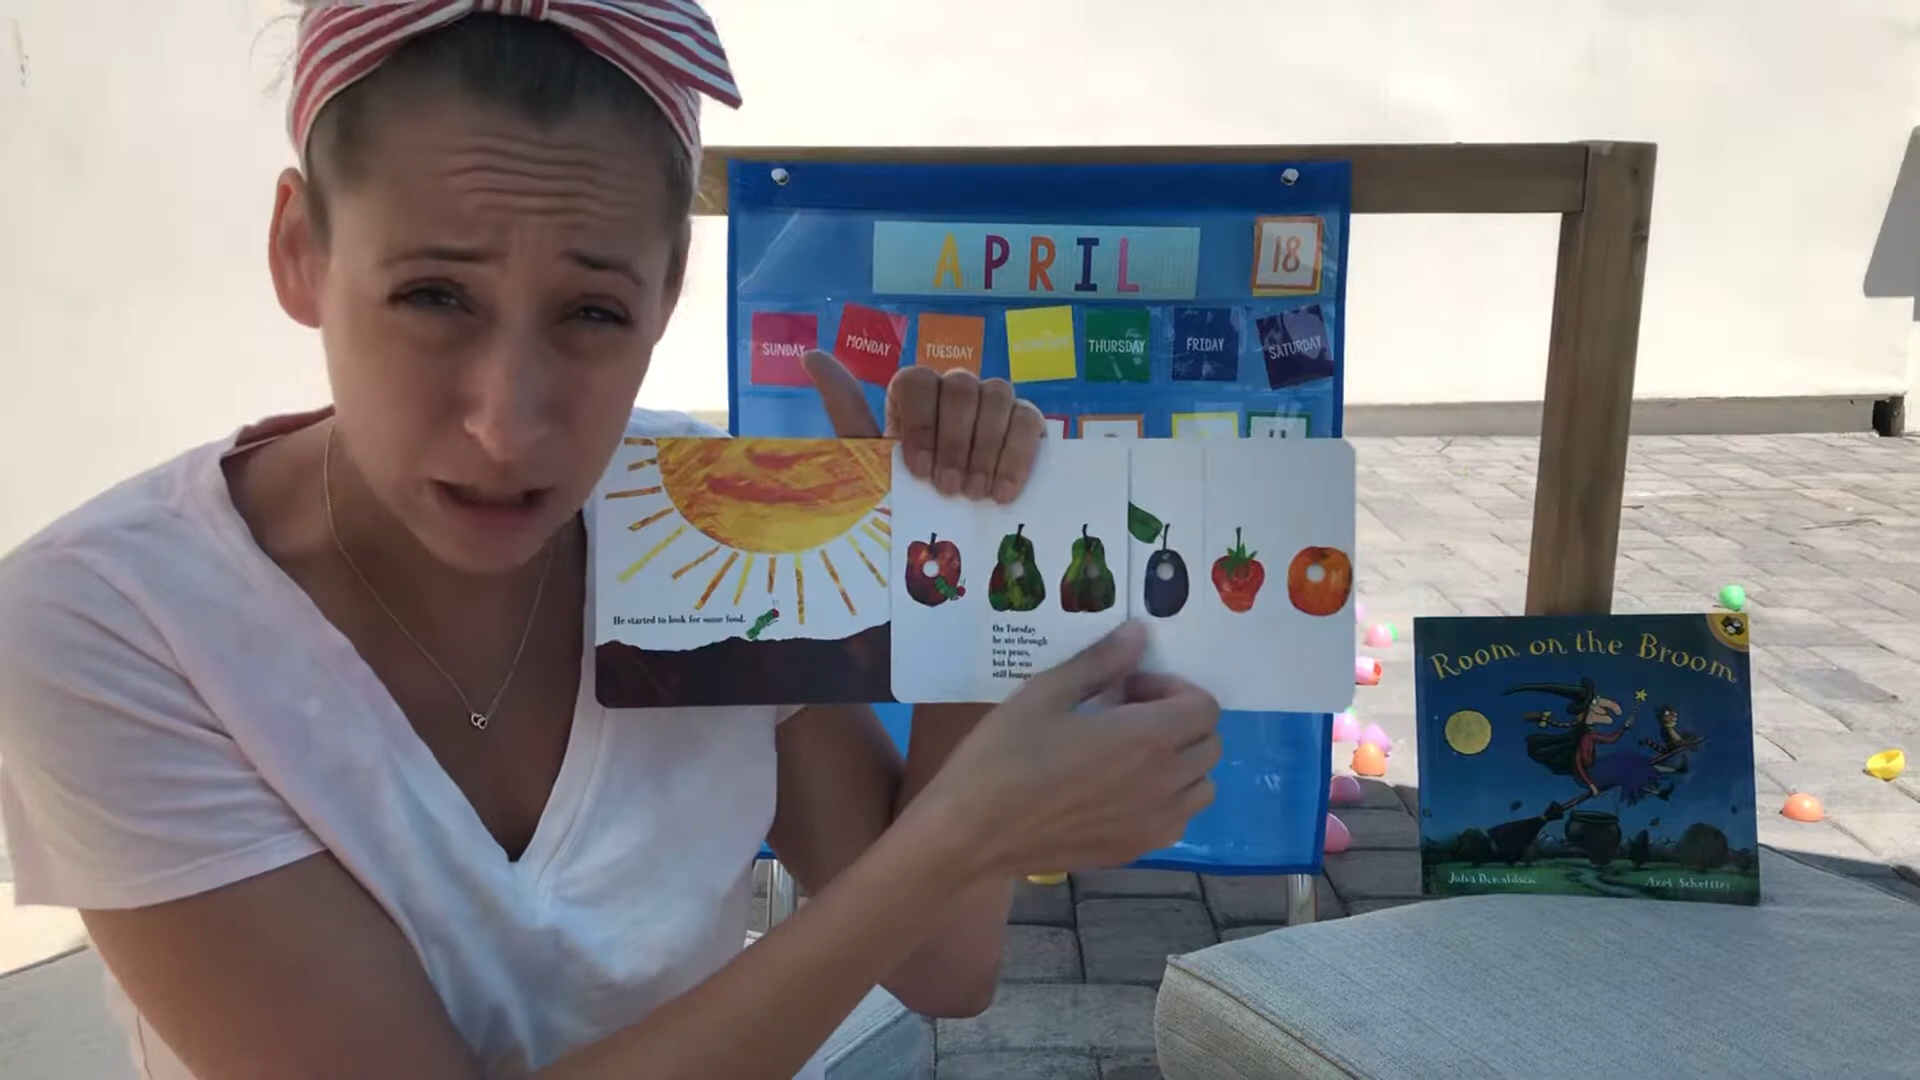 APRIL
18
SUNDAY
MONDAY
TUESDAY
THURSDAY
FRIDAY
SATURDAY
He started to look for some food.
On Tuesday
he ate through
two pears,
but he was
still
Room on the Broom
Julia Donaldson
Axel Scheffler